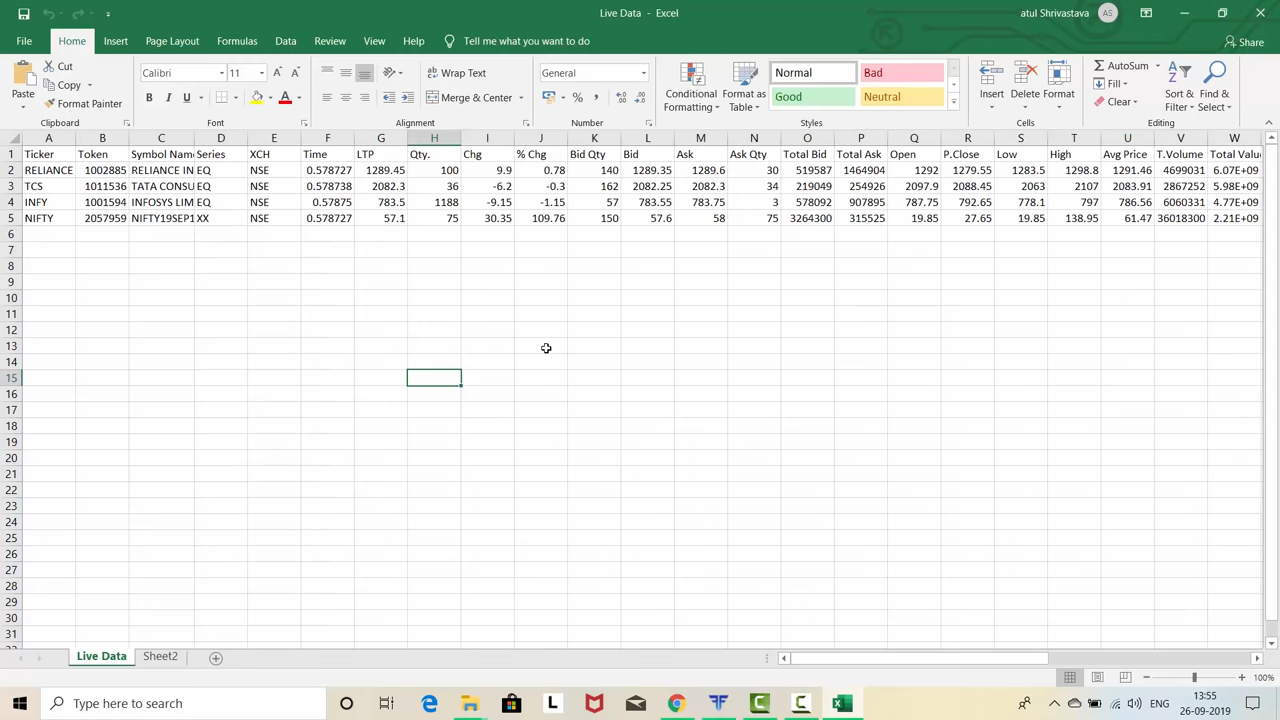 Live Data - Excel
atul Shrivastava AS
File Home Insert Page Layout Formulas Data Review View Help Tell me what you want to do Share
Paste Cut Copy Format Painter Clipboard
Calibri 11 A A B I U A Font
ab Wrap Text Merge & Center Alignment
General % , Number
Conditional Formatting Format as Table Normal Bad Good Neutral Styles
Insert Delete Format Cells
AutoSum Fill Clear Sort & Filter Find & Select Editing
A B C D E F G H I J K L M N O P Q R S T U V W
1 Ticker Token Symbol Nam Series XCH Time LTP Qty. Chg % Chg Bid Qty Bid Ask Ask Qty Total Bid Total Ask Open P.Close Low High Avg Price T.Volume Total Valu
2 RELIANCE 1002885 RELIANCE IN EQ NSE 0.578727 1289.45 100 9.9 0.78 140 1289.35 1289.6 30 519587 1464904 1292 1279.55 1283.5 1298.8 1291.46 4699031 6.07E+09
3 TCS 1011536 TATA CONSU EQ NSE 0.578738 2082.3 36 -6.2 -0.3 162 2082.25 2082.3 34 219049 254926 2097.9 2088.45 2063 2107 2083.91 2867252 5.98E+09
4 INFY 1001594 INFOSYS LIM EQ NSE 0.57875 783.5 1188 -9.15 -1.15 57 783.55 783.75 3 578092 907895 787.75 792.65 778.1 797 786.56 6060331 4.77E+09
5 NIFTY 2057959 NIFTY19SEP1 XX NSE 0.578727 57.1 75 30.35 109.76 150 57.6 58 75 3264300 315525 19.85 27.65 19.85 138.95 61.47 36018300 2.21E+09
6
7
8
9
10
11
12
13
14
15
16
17
18
19
20
21
22
23
24
25
26
27
28
29
30
31
Live Data Sheet2
100%
Type here to search L ENG 13:55
26-09-2019